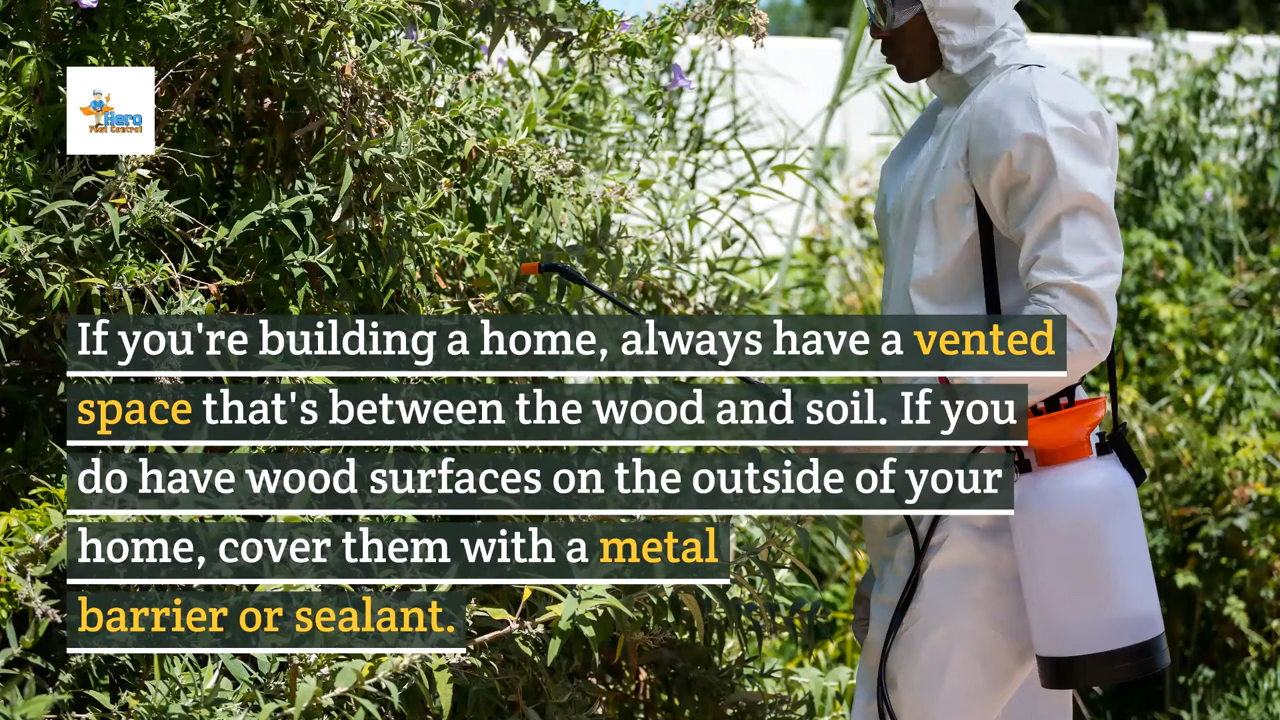 Hero
Pest Control
If you're building a home, always have a vented
space that's between the wood and soil. If you
do have wood surfaces on the outside of your
home, cover them with a metal
barrier or sealant.